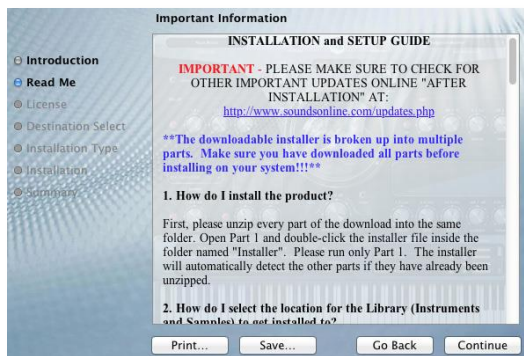 Important Information
Introduction
Read Me
License
Destination Select
Installation Type
Installation
Summary
INSTALLATION and SETUP GUIDE
IMPORTANT - PLEASE MAKE SURE TO CHECK FOR
OTHER IMPORTANT UPDATES ONLINE "AFTER
INSTALLATION" AT:
http://www.soundsonline.com/updates.php
**The downloadable installer is broken up into multiple
parts. Make sure you have downloaded all parts before
installing on your system!!!**
1. How do I install the product?
First, please unzip every part of the download into the same
folder. Open Part 1 and double-click the installer file inside the
folder named "Installer". Please run only Part 1. The installer
will automatically detect the other parts if they have already been
unzipped.
2. How do I select the location for the Library (Instruments
and Samples) to get installed to?
Print...
Save...
Go Back
Continue